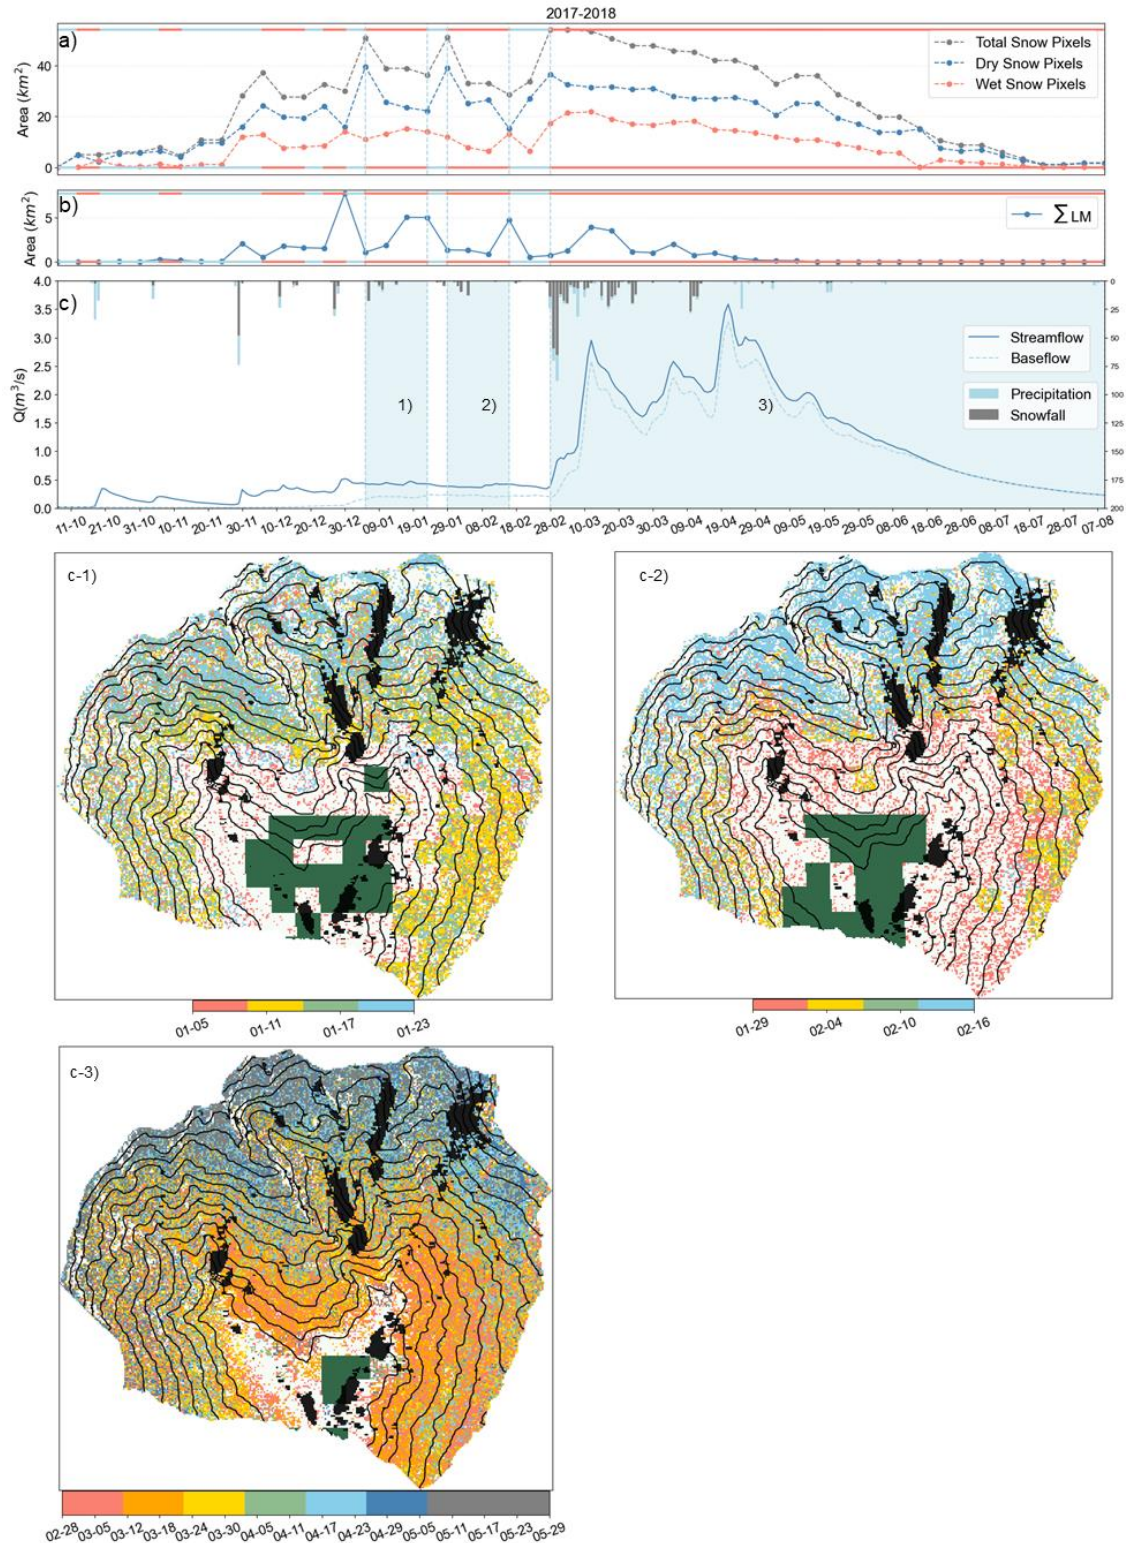 2017-2018
a)
Area (km²)
40
20
0
Total Snow Pixels
Dry Snow Pixels
Wet Snow Pixels
b)
Area (km²)
5
0
∑ LM
c)
Q(m³/s)
4.0
3.5
3.0
2.5
2.0
1.5
1.0
0.5
0.0
1)
2)
3)
Streamflow
Baseflow
Precipitation
Snowfall
0
25
50
75
100
125
150
175
200
11-10 21-10 31-10 10-11 20-11 30-11 10-12 20-12 30-12 09-01 19-01 29-01 08-02 18-02 28-02 10-03 20-03 30-03 09-04 19-04 29-04 09-05 19-05 29-05 08-06 18-06 28-06 08-07 18-07 28-07 07-08
c-1)
01-05 01-11 01-17 01-23
c-2)
01-29 02-04 02-10 02-16
c-3)
02-28 03-05 03-12 03-18 03-24 03-30 04-05 04-11 04-17 04-23 04-29 05-05 05-11 05-17 05-23 05-29